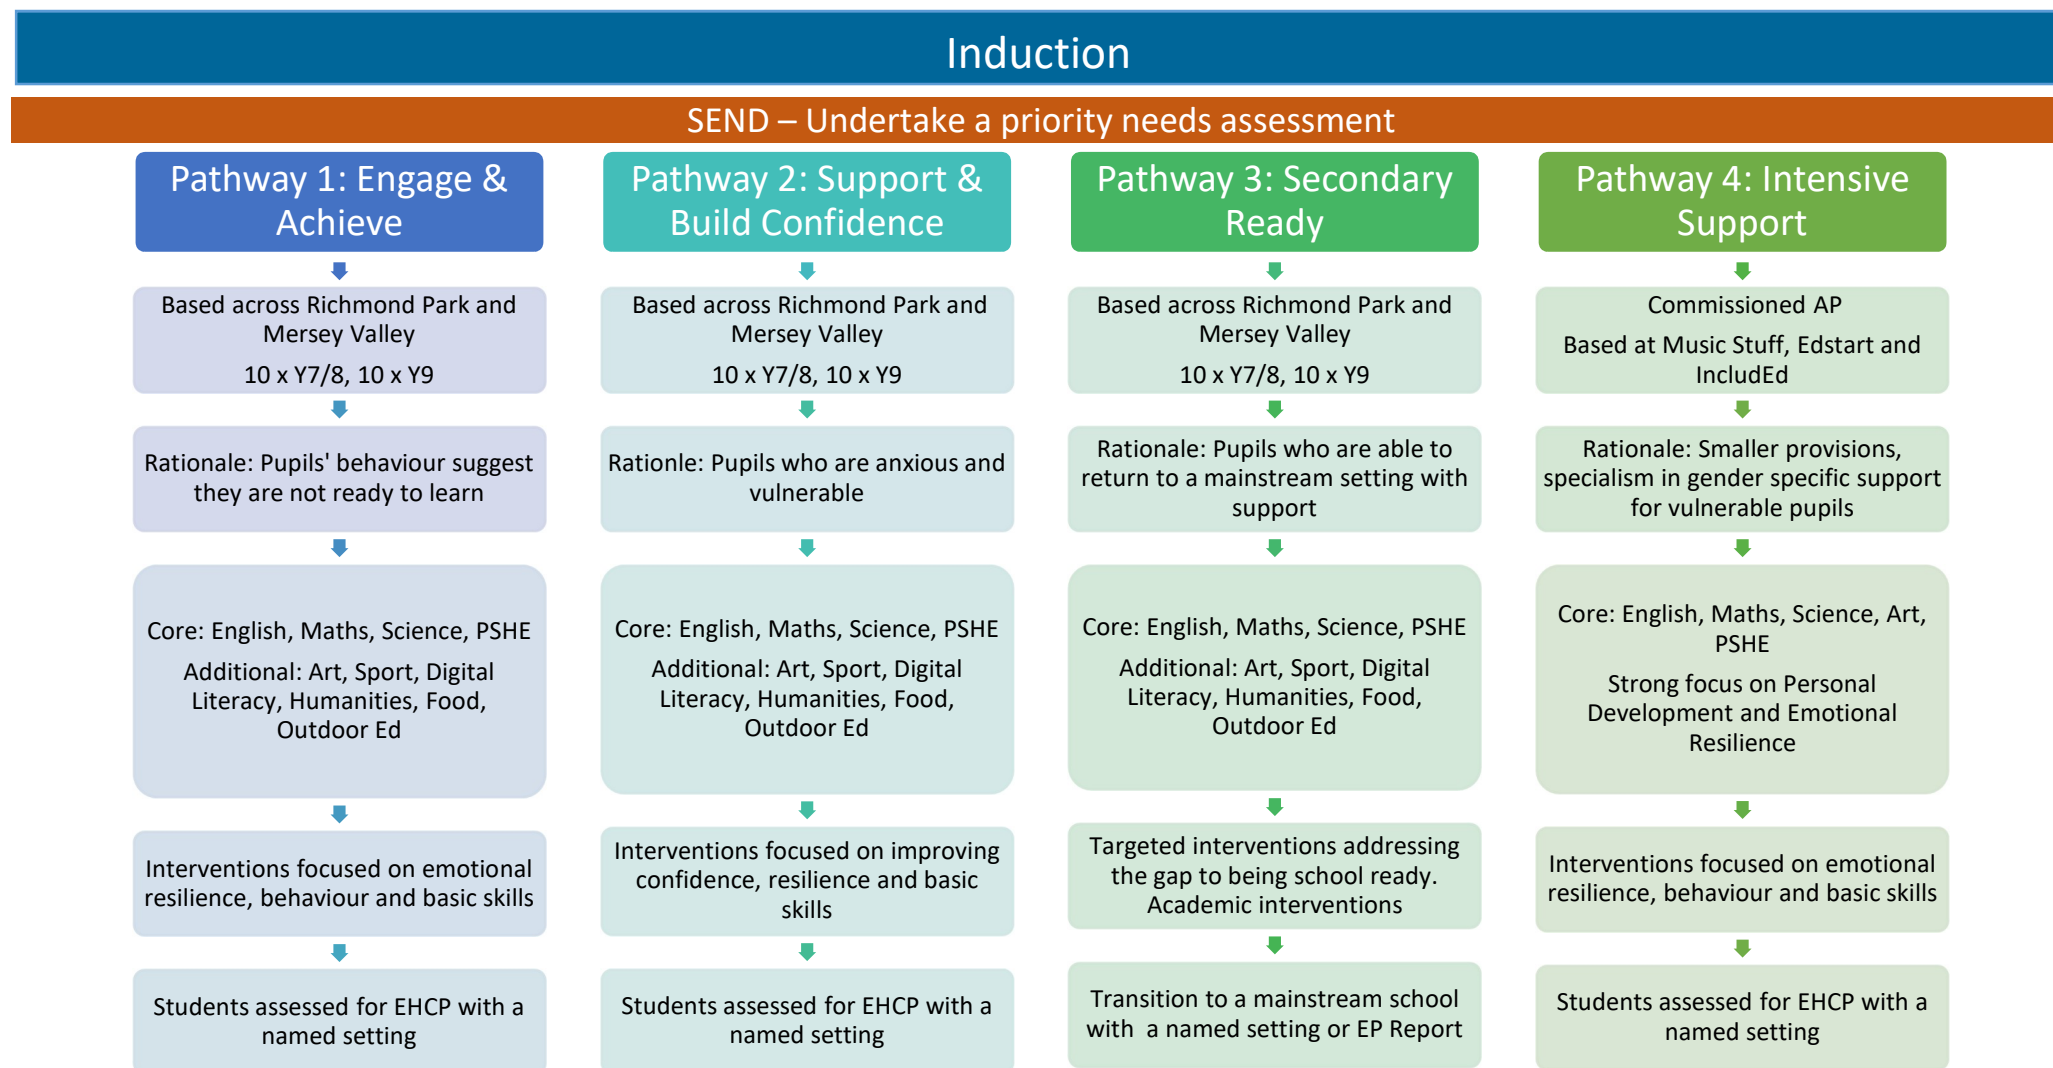 Induction
SEND – Undertake a priority needs assessment
Pathway 1: Engage &
Achieve
Based across Richmond Park and
Mersey Valley
10 x Y7/8, 10 x Y9
Rationale: Pupils' behaviour suggest
they are not ready to learn
Core: English, Maths, Science, PSHE
Additional: Art, Sport, Digital
Literacy, Humanities, Food,
Outdoor Ed
Interventions focused on emotional
resilience, behaviour and basic skills
Students assessed for EHCP with a
named setting
Pathway 2: Support &
Build Confidence
Based across Richmond Park and
Mersey Valley
10 x Y7/8, 10 x Y9
Rationle: Pupils who are anxious and
vulnerable
Core: English, Maths, Science, PSHE
Additional: Art, Sport, Digital
Literacy, Humanities, Food,
Outdoor Ed
Interventions focused on improving
confidence, resilience and basic
skills
Students assessed for EHCP with a
named setting
Pathway 3: Secondary
Ready
Based across Richmond Park and
Mersey Valley
10 x Y7/8, 10 x Y9
Rationale: Pupils who are able to
return to a mainstream setting with
support
Core: English, Maths, Science, PSHE
Additional: Art, Sport, Digital
Literacy, Humanities, Food,
Outdoor Ed
Targeted interventions addressing
the gap to being school ready.
Academic interventions
Transition to a mainstream school
with a named setting or EP Report
Pathway 4: Intensive
Support
Commissioned AP
Based at Music Stuff, Edstart and
IncludEd
Rationale: Smaller provisions,
specialism in gender specific support
for vulnerable pupils
Core: English, Maths, Science, Art,
PSHE
Strong focus on Personal
Development and Emotional
Resilience
Interventions focused on emotional
resilience, behaviour and basic skills
Students assessed for EHCP with a
named setting